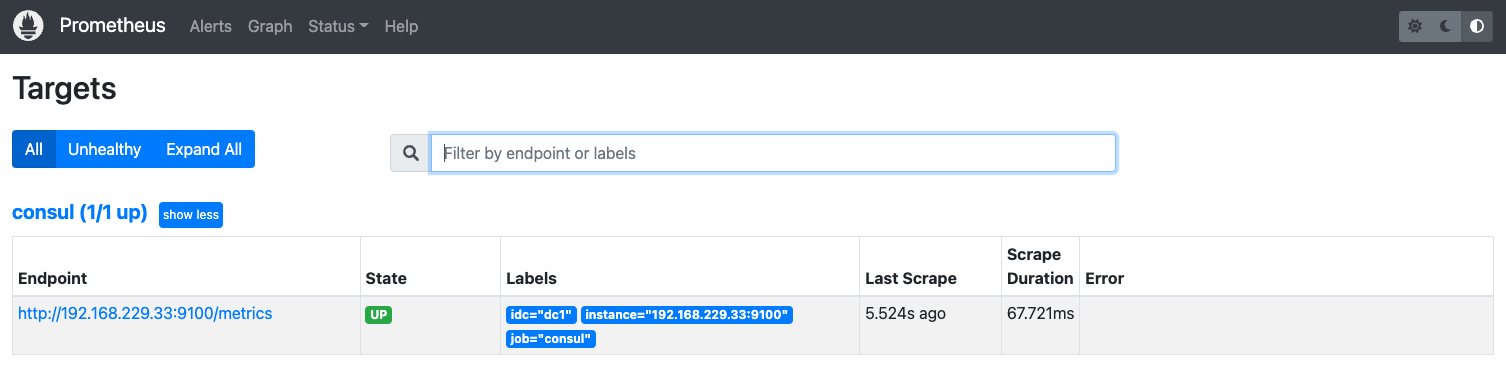 Prometheus Alerts Graph Status Help
Targets
All Unhealthy Expand All
Filter by endpoint or labels
consul (1/1 up) show less
Endpoint State Labels Last Scrape Scrape Duration Error
http://192.168.229.33:9100/metrics UP idc="dc1" instance="192.168.229.33:9100" 5.524s ago 67.721ms
job="consul"